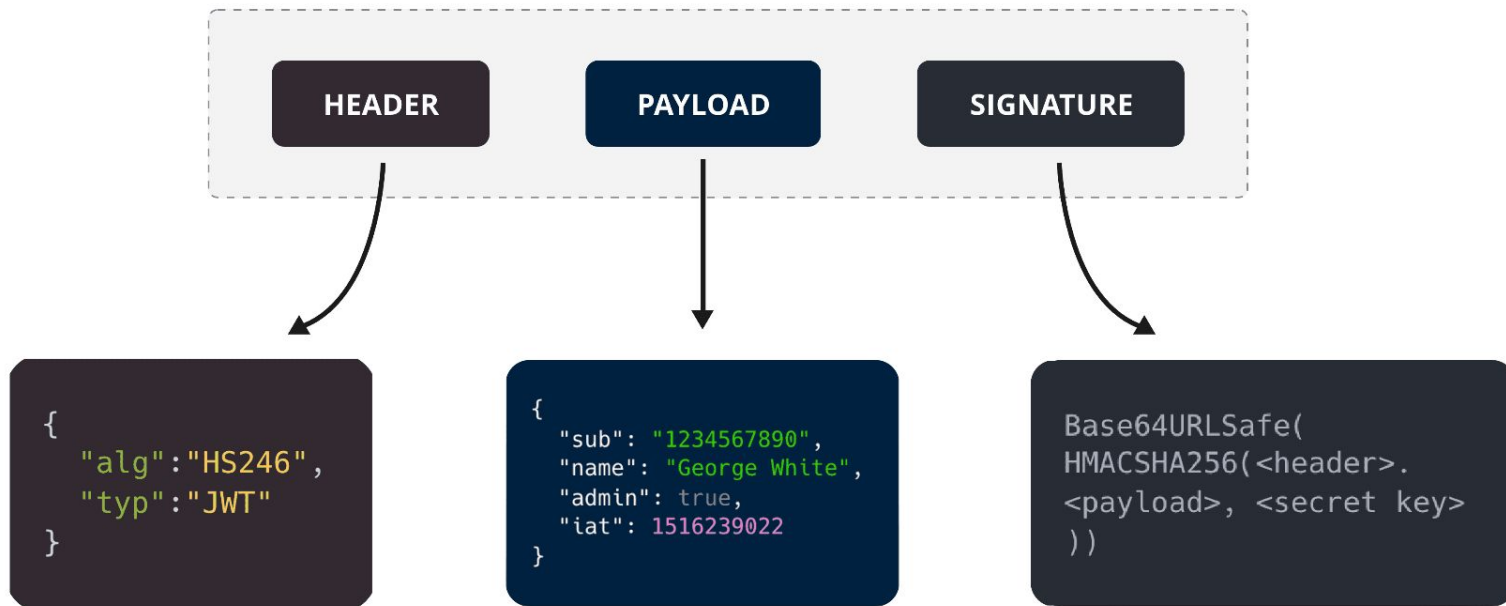 HEADER
PAYLOAD
SIGNATURE
{
"alg":"HS246",
"typ":"JWT"
}
{
"sub": "1234567890",
"name": "George White",
"admin": true,
"iat": 1516239022
}
Base64URLSafe(
HMACSHA256(<header>.
<payload>, <secret key>
))